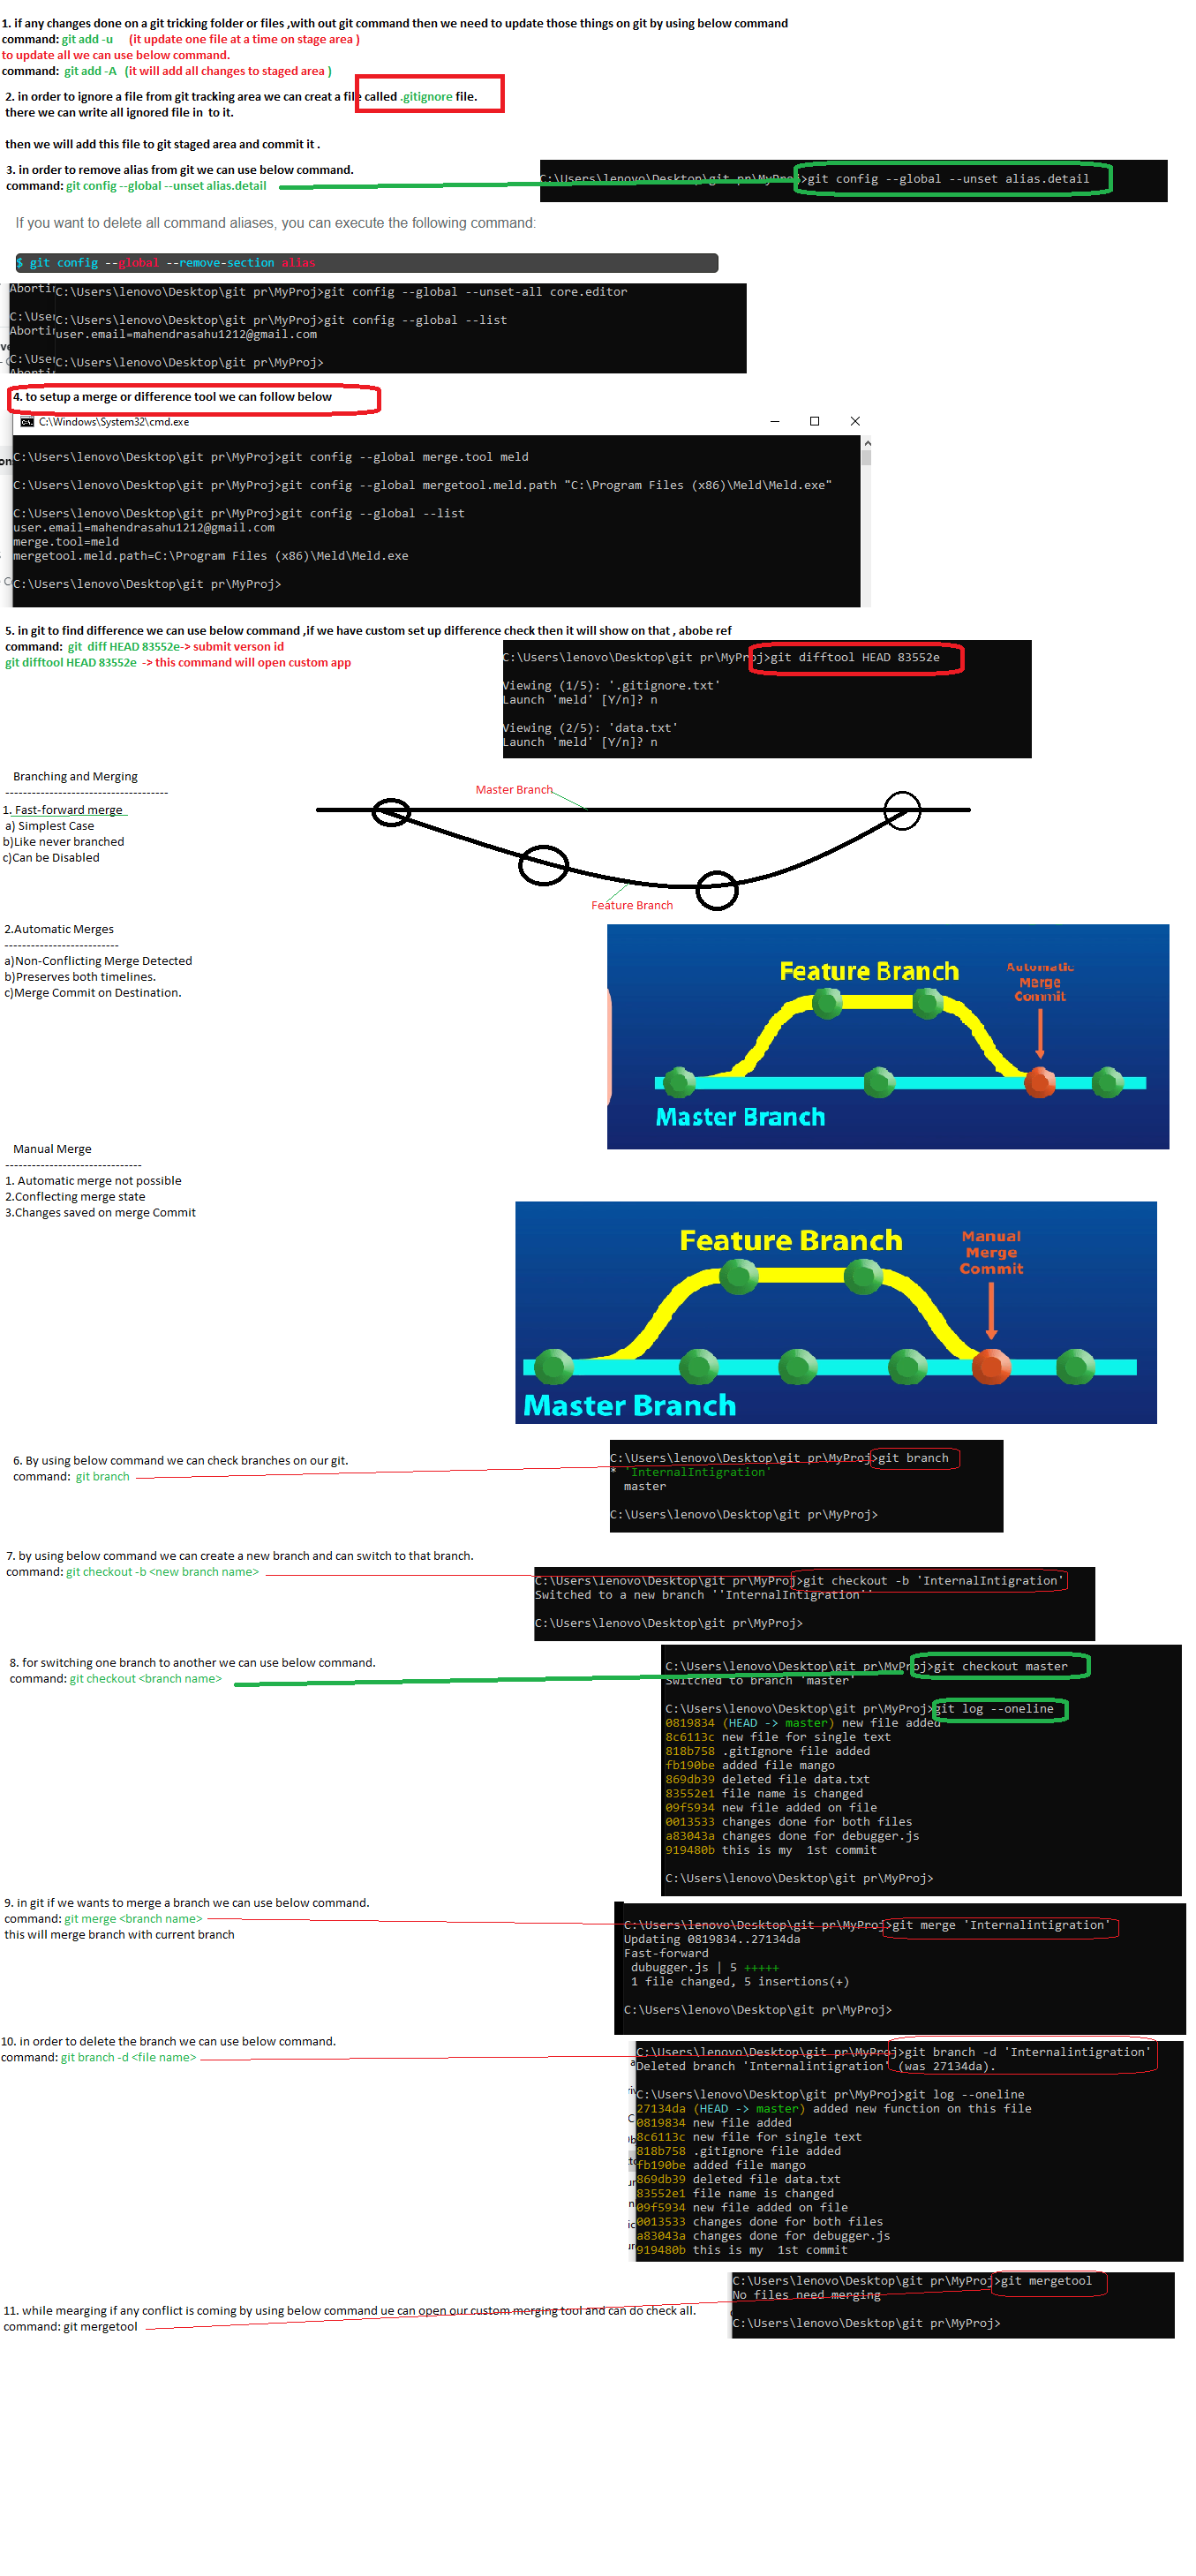 1. if any changes done on a git tricking folder or files ,with out git command then we need to update those things on git by using below command
command: git add -u (it update one file at a time on stage area )
to update all we can use below command.
command: git add -A (it will add all changes to staged area )
2. in order to ignore a file from git tracking area we can creat a file called .gitignore file.
there we can write all ignored file in to it.
then we will add this file to git staged area and commit it .
3. in order to remove alias from git we can use below command.
command: git config --global --unset alias.detail
C:\Users\lenovo\Desktop\git pr\MyProj>git config --global --unset alias.detail
If you want to delete all command aliases, you can execute the following command:
$ git config --global --remove-section alias
C:\Users\lenovo\Desktop\git pr\MyProj>git config --global --unset-all core.editor
C:\Users\lenovo\Desktop\git pr\MyProj>git config --global --list
user.email=mahendrasahu1212@gmail.com
C:\Users\lenovo\Desktop\git pr\MyProj>
4. to setup a merge or difference tool we can follow below
C:\Windows\System32\cmd.exe
C:\Users\lenovo\Desktop\git pr\MyProj>git config --global merge.tool meld
C:\Users\lenovo\Desktop\git pr\MyProj>git config --global mergetool.meld.path "C:\Program Files (x86)\Meld\Meld.exe"
C:\Users\lenovo\Desktop\git pr\MyProj>git config --global --list
user.email=mahendrasahu1212@gmail.com
merge.tool=meld
mergetool.meld.path=C:\Program Files (x86)\Meld\Meld.exe
C:\Users\lenovo\Desktop\git pr\MyProj>
5. in git to find difference we can use below command ,if we have custom set up difference check then it will show on that , abobe ref
command: git diff HEAD 83552e-> submit verson id
git difftool HEAD 83552e -> this command will open custom app
C:\Users\lenovo\Desktop\git pr\MyProj>git difftool HEAD 83552e
Viewing (1/5): '.gitignore.txt'
Launch 'meld' [Y/n]? n
Viewing (2/5): 'data.txt'
Launch 'meld' [Y/n]? n
Branching and Merging
-------------------------------------
1. Fast-forward merge
a) Simplest Case
b)Like never branched
c)Can be Disabled
Master Branch
Feature Branch
2.Automatic Merges
--------------------------
a)Non-Conflicting Merge Detected
b)Preserves both timelines.
c)Merge Commit on Destination.
Feature Branch
Automatic
Merge
Commit
Master Branch
Manual Merge
-------------------------------
1. Automatic merge not possible
2.Conflecting merge state
3.Changes saved on merge Commit
Feature Branch
Manual
Merge
Commit
Master Branch
6. By using below command we can check branches on our git.
command: git branch
C:\Users\lenovo\Desktop\git pr\MyProj>git branch
* 'InternalIntigration'
master
C:\Users\lenovo\Desktop\git pr\MyProj>
7. by using below command we can create a new branch and can switch to that branch.
command: git checkout -b <new branch name>
C:\Users\lenovo\Desktop\git pr\MyProj>git checkout -b 'InternalIntigration'
Switched to a new branch ''InternalIntigration''
C:\Users\lenovo\Desktop\git pr\MyProj>
8. for switching one branch to another we can use below command.
command: git checkout <branch name>
C:\Users\lenovo\Desktop\git pr\MyProj>git checkout master
Switched to branch 'master'
C:\Users\lenovo\Desktop\git pr\MyProj>git log --oneline
0819834 (HEAD -> master) new file added
8c6113c new file for single text
818b758 .gitIgnore file added
fb190be added file mango
869db39 deleted file data.txt
83552e1 file name is changed
09f5934 new file added on file
0013533 changes done for both files
a83043a changes done for debugger.js
919480b this is my 1st commit
C:\Users\lenovo\Desktop\git pr\MyProj>
9. in git if we wants to merge a branch we can use below command.
command: git merge <branch name>
this will merge branch with current branch
C:\Users\lenovo\Desktop\git pr\MyProj>git merge 'Internalintigration'
Updating 0819834..27134da
Fast-forward
dubugger.js | 5 +++++
1 file changed, 5 insertions(+)
C:\Users\lenovo\Desktop\git pr\MyProj>
10. in order to delete the branch we can use below command.
command: git branch -d <file name>
C:\Users\lenovo\Desktop\git pr\MyProj>git branch -d 'Internalintigration'
Deleted branch 'Internalintigration' (was 27134da).
C:\Users\lenovo\Desktop\git pr\MyProj>git log --oneline
27134da (HEAD -> master) added new function on this file
0819834 new file added
8c6113c new file for single text
818b758 .gitIgnore file added
fb190be added file mango
869db39 deleted file data.txt
83552e1 file name is changed
09f5934 new file added on file
0013533 changes done for both files
a83043a changes done for debugger.js
919480b this is my 1st commit
C:\Users\lenovo\Desktop\git pr\MyProj>git mergetool
No files need merging
C:\Users\lenovo\Desktop\git pr\MyProj>
11. while mearging if any conflict is coming by using below command ue can open our custom merging tool and can do check all.
command: git mergetool